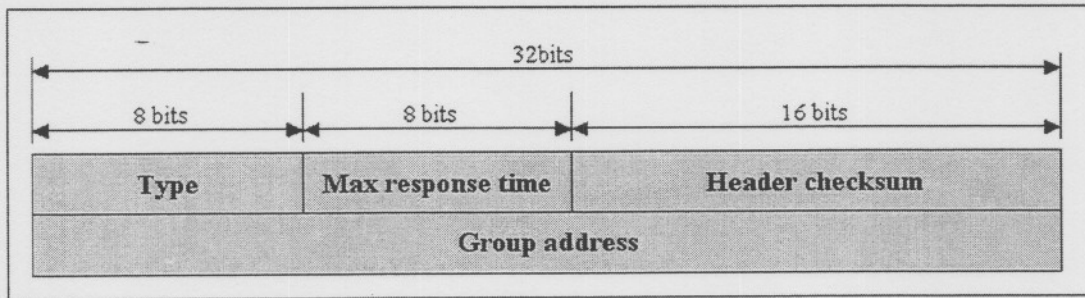 32bits
8 bits 8 bits 16 bits
Type Max response time Header checksum
Group address